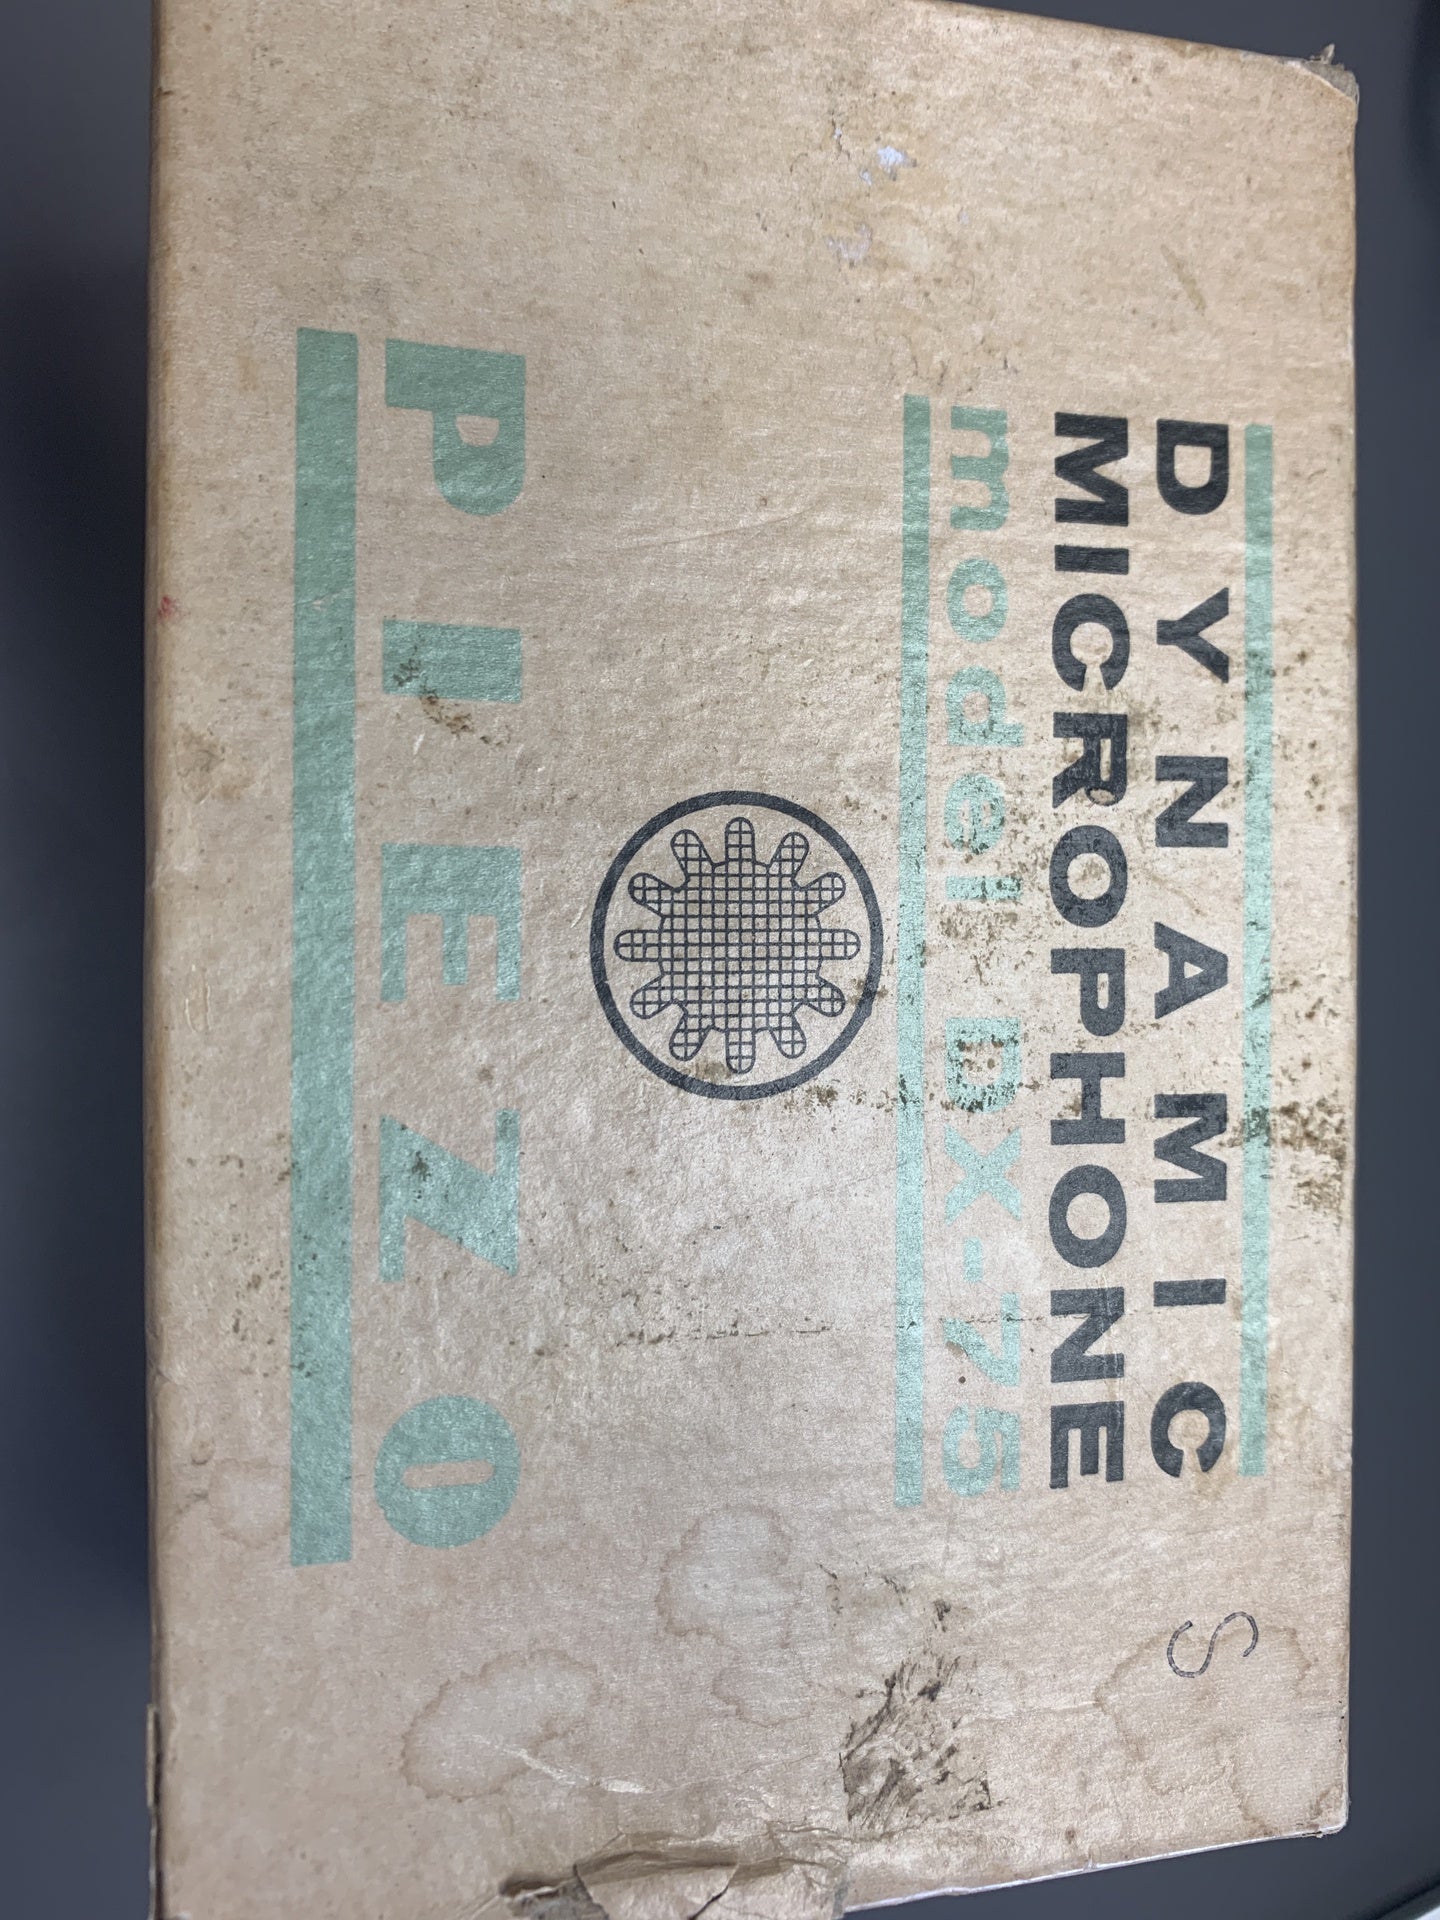 DYNAMIC
MICROPHONE
model DX-75
PIEZO
S